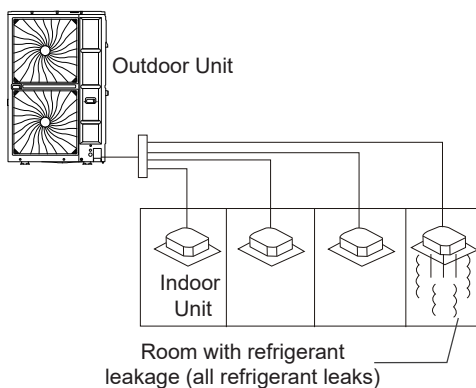 Outdoor Unit
Indoor
Unit
Room with refrigerant
leakage (all refrigerant leaks)